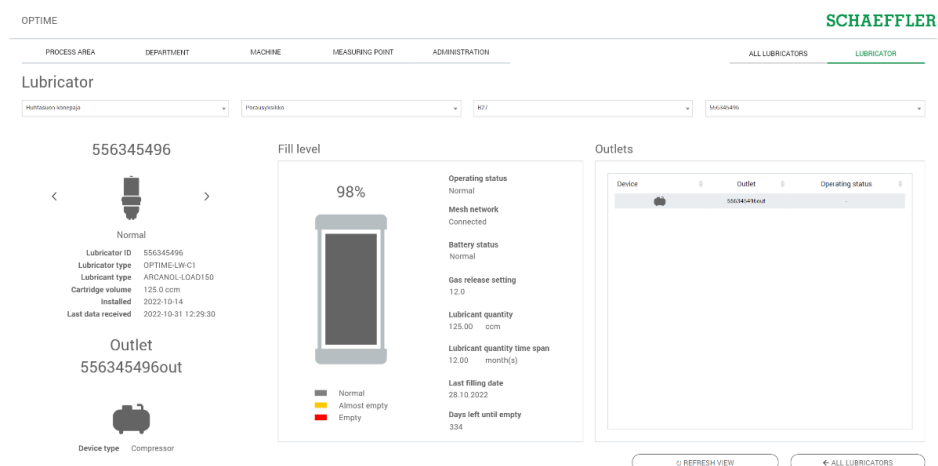 OPTIME
SCHAEFFLER
PROCESS AREA DEPARTMENT MACHINE MEASURING POINT ADMINISTRATION ALL LUBRICATORS LUBRICATOR
Lubricator
Huhtasuon konepaja Porausyksikkö B27 556345496
556345496
Normal
Lubricator ID 556345496
Lubricator type OPTIME-LW-C1
Lubricant type ARCANOL-LOAD150
Cartridge volume 125.0 ccm
Installed 2022-10-14
Last data received 2022-10-31 12:29:30
Outlet
556345496out
Device type Compressor
Fill level
98%
Normal
Almost empty
Empty
Operating status
Normal
Mesh network
Connected
Battery status
Normal
Gas release setting
12.0
Lubricant quantity
125.00 ccm
Lubricant quantity time span
12.00 month(s)
Last filling date
28.10.2022
Days left until empty
334
Outlets
Device Outlet Operating status
556345496out -
REFRESH VIEW
ALL LUBRICATORS